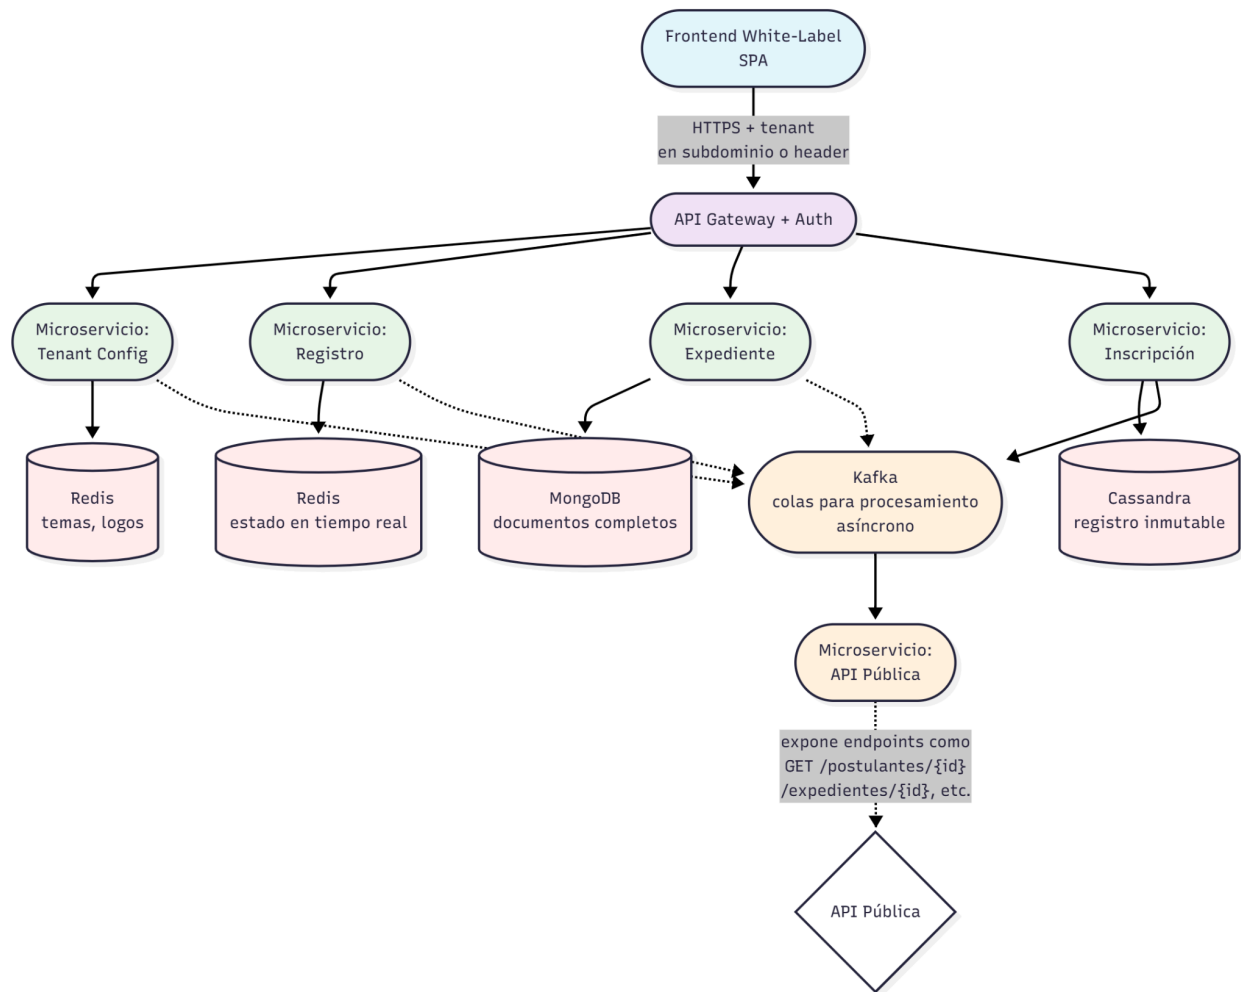 Frontend White-Label
SPA
HTTPS + tenant
en subdominio o header
API Gateway + Auth
Microservicio:
Tenant Config
Microservicio:
Registro
Microservicio:
Expediente
Microservicio:
Inscripción
Redis
temas, logos
Redis
estado en tiempo real
MongoDB
documentos completos
Kafka
colas para procesamiento
asíncrono
Cassandra
registro inmutable
Microservicio:
API Pública
expone endpoints como
GET /postulantes/{id}
/expedientes/{id}, etc.
API Pública